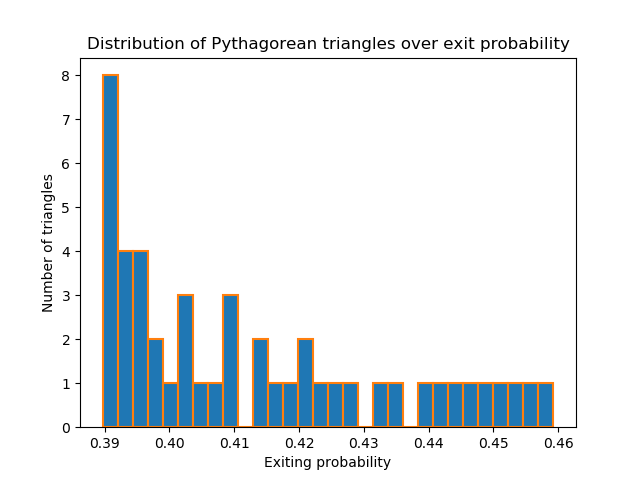 Distribution of Pythagorean triangles over exit probability
8
7
6
5
4
3
2
1
0
Number of triangles
0.39 0.40 0.41 0.42 0.43 0.44 0.45 0.46
Exiting probability